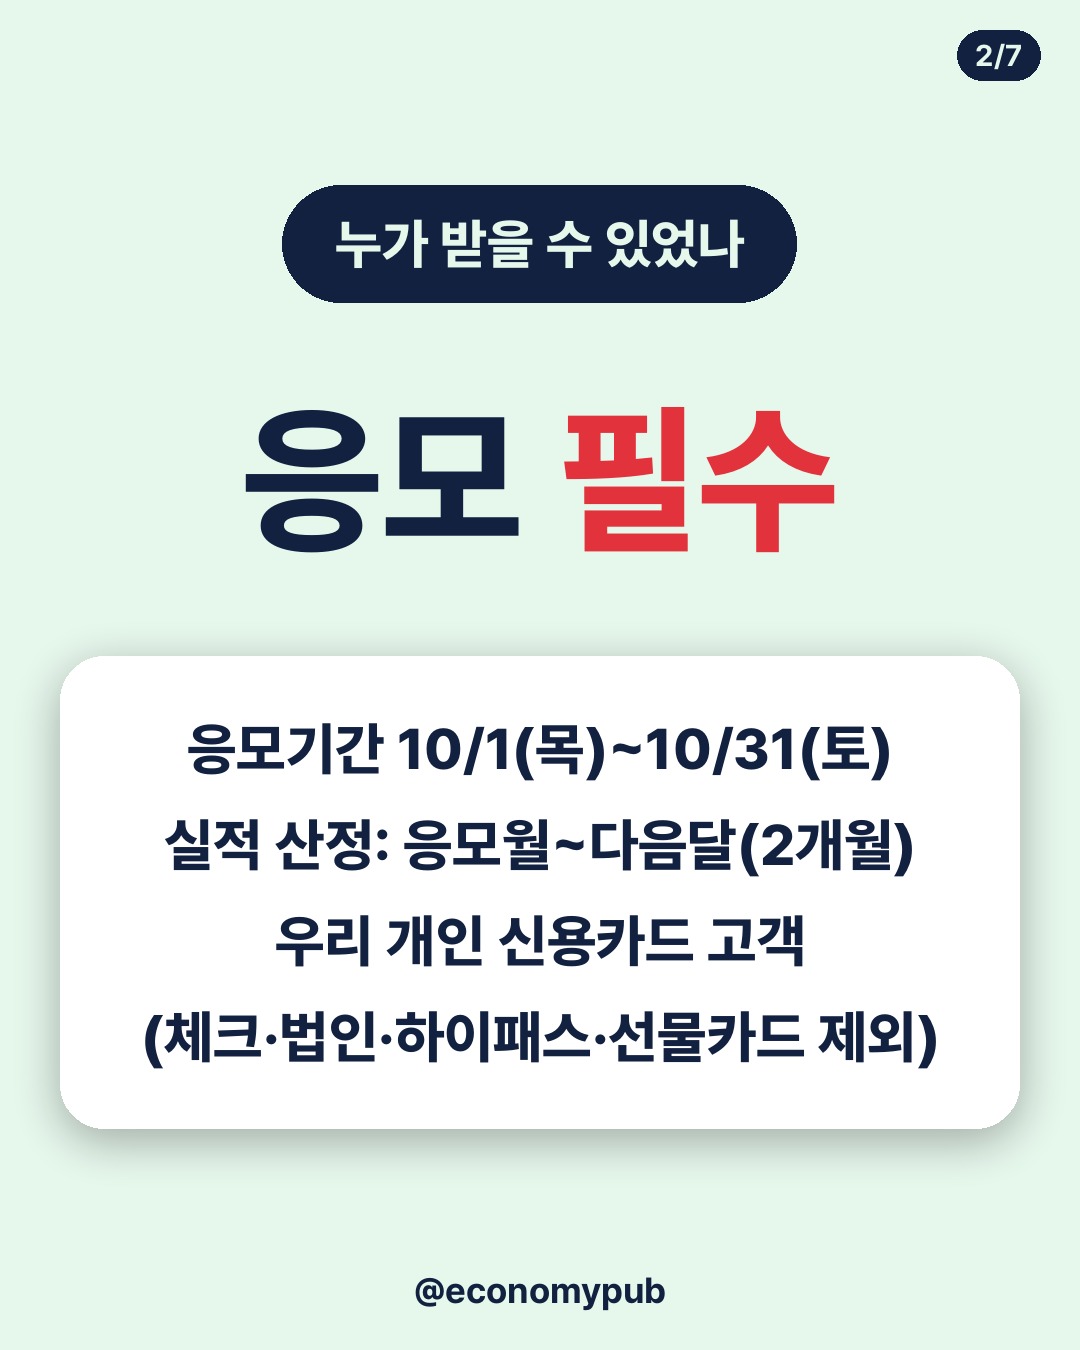 2/7
누가 받을 수 있었나
응모 필수
응모기간 10/1(목)~10/31(토)
실적 산정: 응모월~다음달(2개월)
우리 개인 신용카드 고객
(체크·법인·하이패스·선물카드 제외)
@economypub